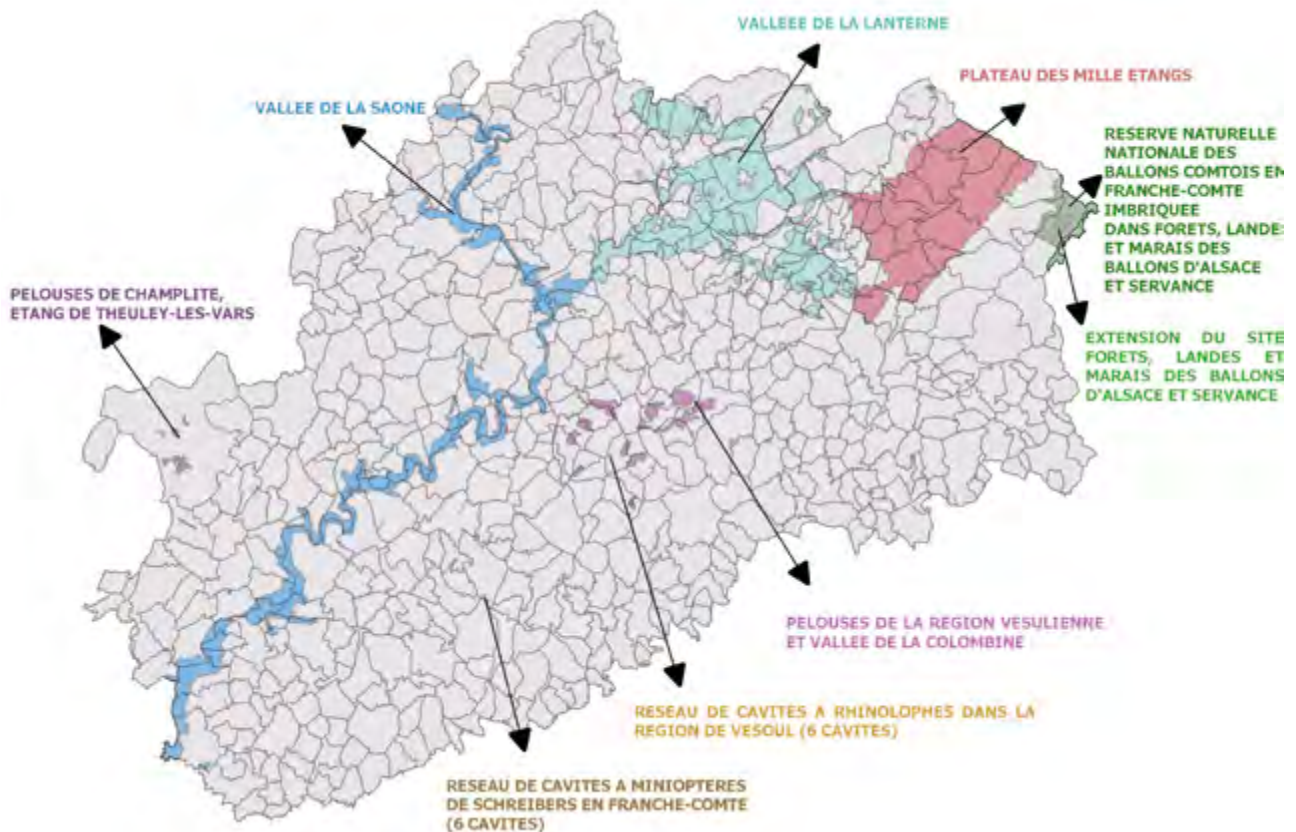 VALLEEE DE LA LANTERNE
PLATEAU DES MILLE ETANGS
VALLEE DE LA SAONE
RESERVE NATURELLE
NATIONALE DES
BALLONS COMTOIS EN
FRANCHE-COMTE
IMBRIQUEE
DANS FORETS, LANDES
ET MARAIS DES
BALLONS D'ALSACE
ET SERVANCE
PELOUSES DE CHAMPLITE,
ETANG DE THEULEY-LES-VARS
EXTENSION DU SITE
FORETS, LANDES ET
MARAIS DES BALLONS
D'ALSACE ET SERVANCE
PELOUSES DE LA REGION VESULIENNE
ET VALLEE DE LA COLOMBINE
RESEAU DE CAVITES A RHINOLOPHES DANS LA
REGION DE VESOUL (6 CAVITES)
RESEAU DE CAVITES A MINIOPTERES
DE SCHREIBERS EN FRANCHE-COMTE
(6 CAVITES)